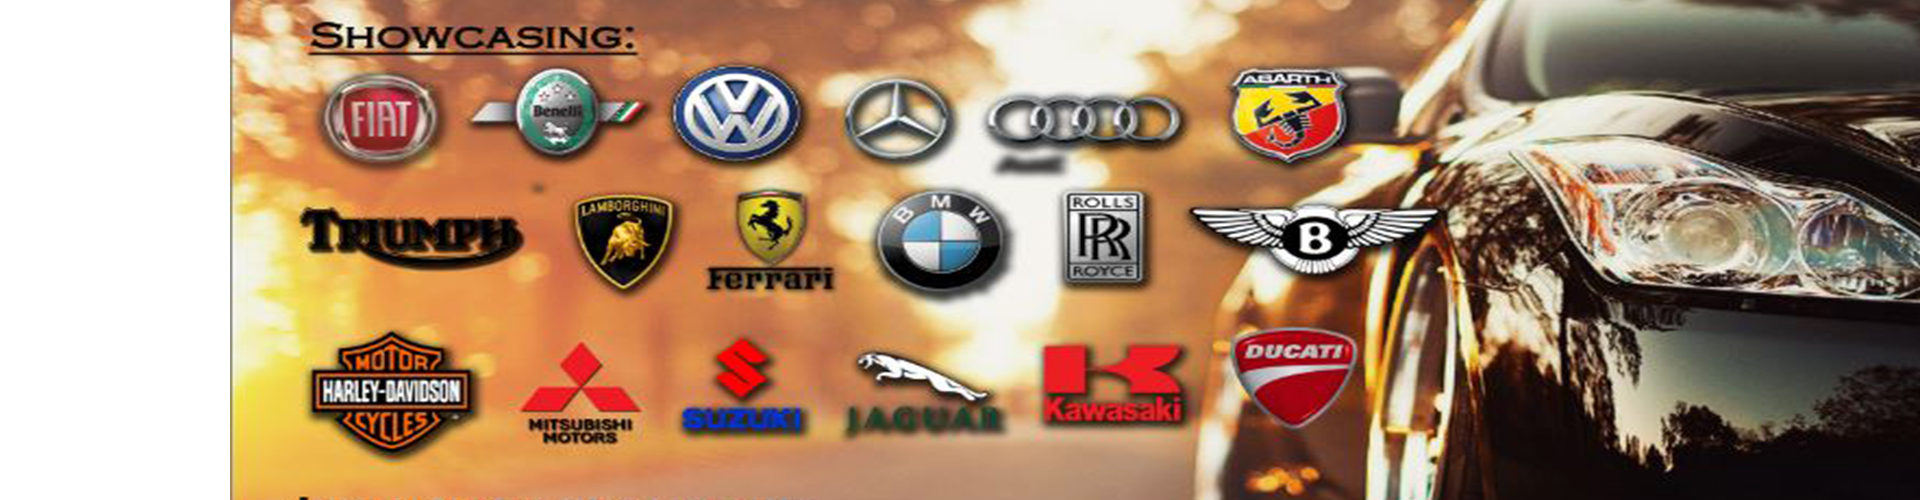 SHOWCASING:
FIAT
Benelli
ABARTH
TRIUMPH
LAMBORGHINI
Ferrari
BMW
ROLLS
RR
ROYCE
B
MOTOR
HARLEY-DAVIDSON
CYCLES
MITSUBISHI
MOTORS
SUZUKI
JAGUAR
Kawasaki
DUCATI